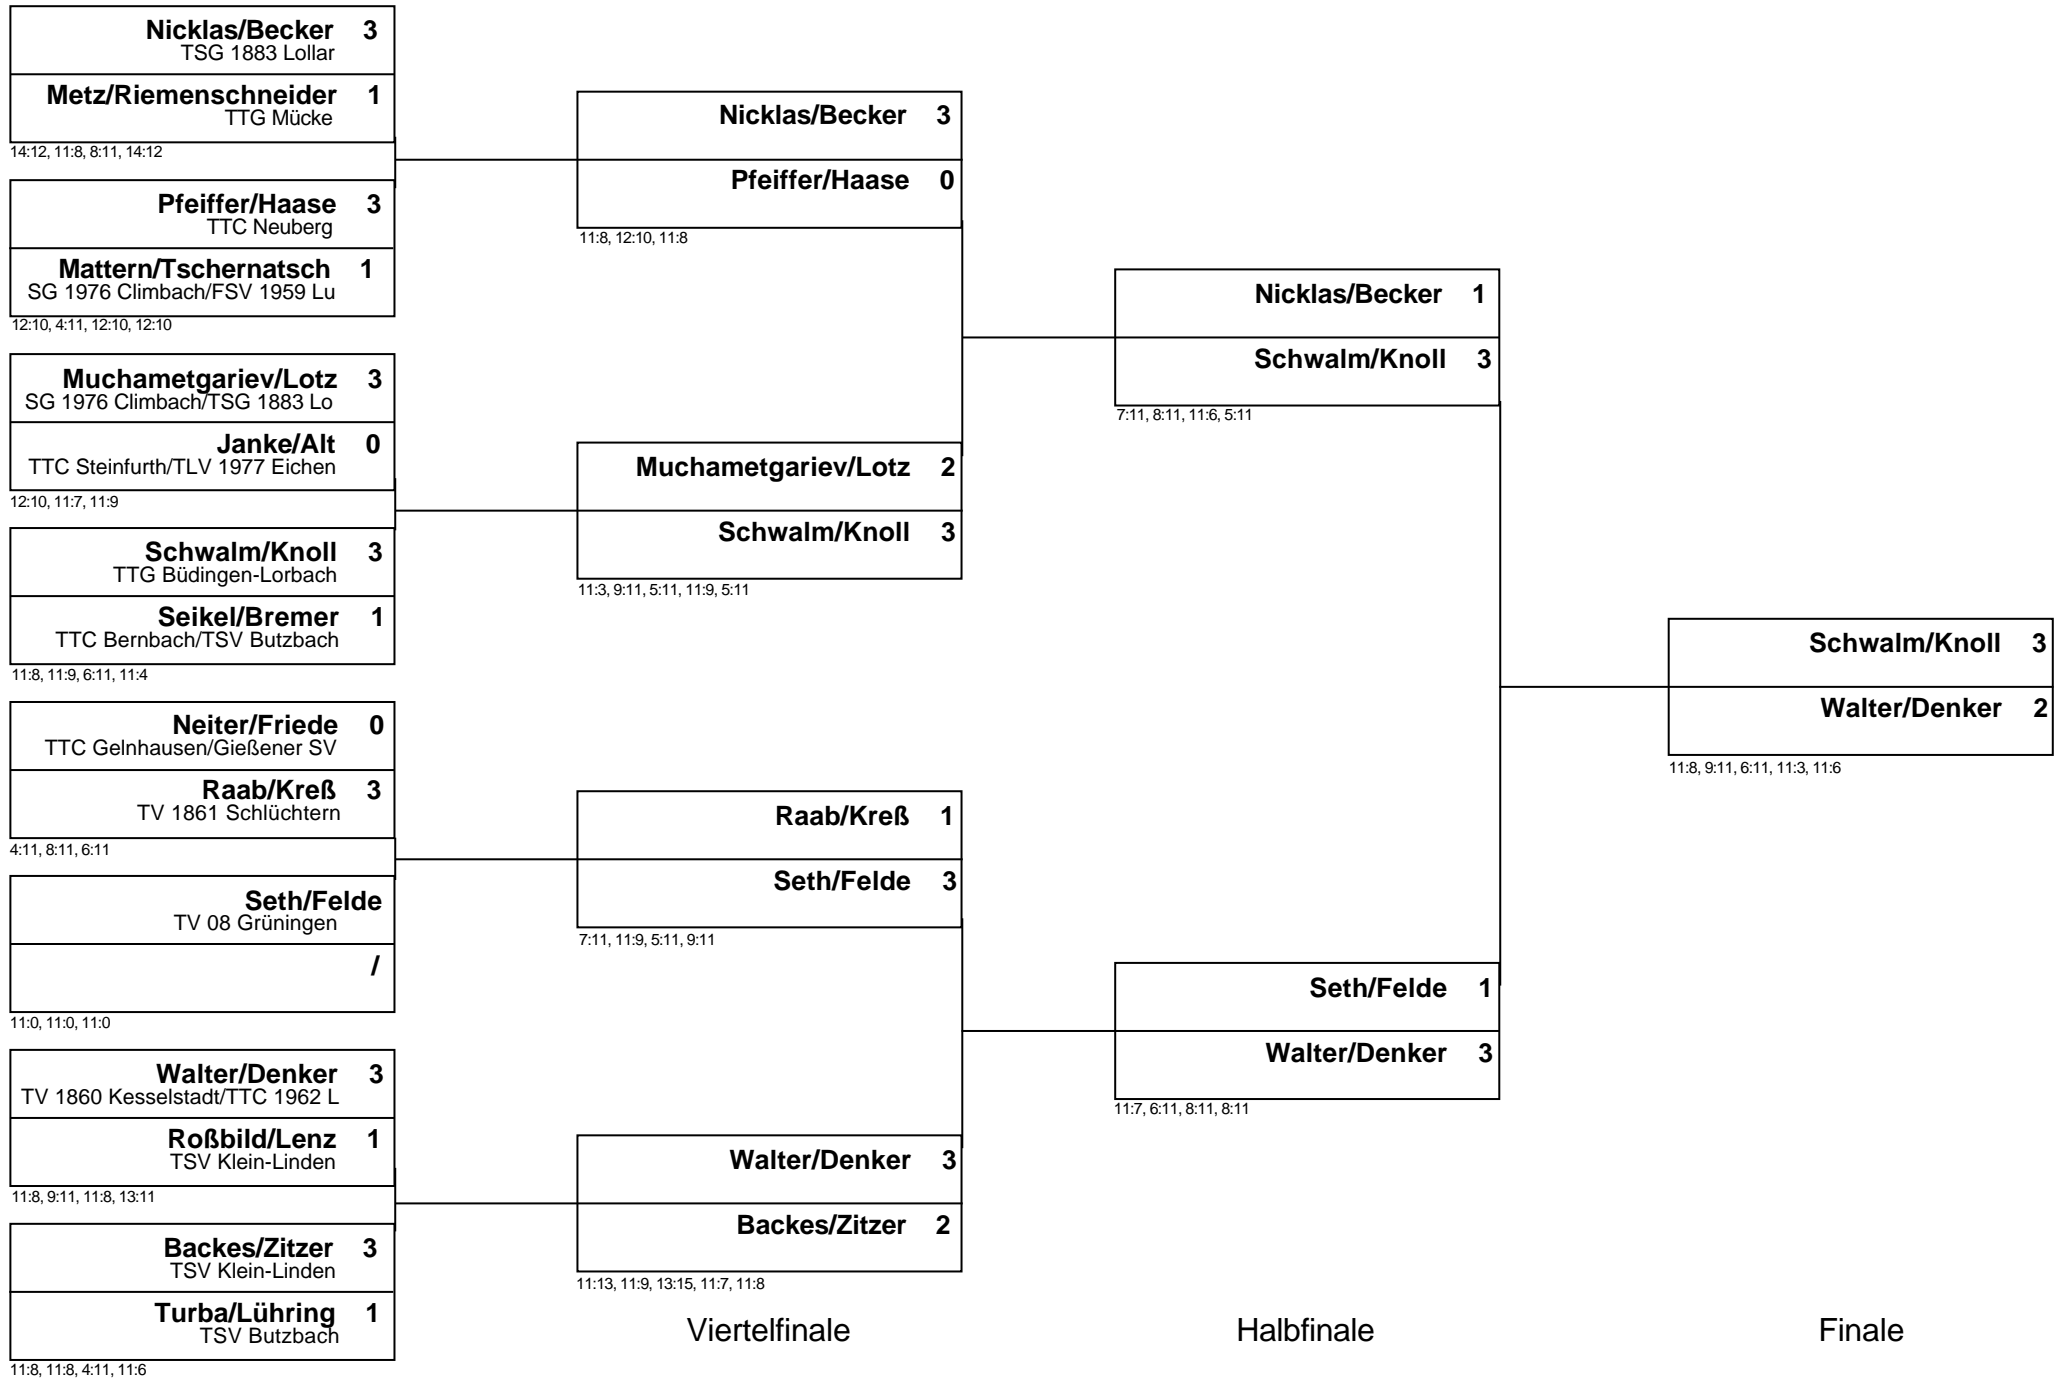 Nicklas/Becker 3
TSG 1883 Lollar
Metz/Riemenschneider 1
TTG Mücke
14:12, 11:8, 8:11, 14:12
Pfeiffer/Haase 3
TTC Neuberg
Mattern/Tschernatsch 1
SG 1976 Climbach/FSV 1959 Lu
12:10, 4:11, 12:10, 12:10
Muchametgariev/Lotz 3
SG 1976 Climbach/TSG 1883 Lo
Janke/Alt 0
TTC Steinfurth/TLV 1977 Eichen
12:10, 11:7, 11:9
Schwalm/Knoll 3
TTG Büdingen-Lorbach
Seikel/Bremer 1
TTC Bernbach/TSV Butzbach
11:8, 11:9, 6:11, 11:4
Neiter/Friede 0
TTC Gelnhausen/Gießener SV
Raab/Kreß 3
TV 1861 Schlüchtern
4:11, 8:11, 6:11
Seth/Felde
TV 08 Grüningen
/
11:0, 11:0, 11:0
Walter/Denker 3
TV 1860 Kesselstadt/TTC 1962 L
Roßbild/Lenz 1
TSV Klein-Linden
11:8, 9:11, 11:8, 13:11
Backes/Zitzer 3
TSV Klein-Linden
Turba/Lühring 1
TSV Butzbach
11:8, 11:8, 4:11, 11:6
Nicklas/Becker 3
Pfeiffer/Haase 0
11:8, 12:10, 11:8
Muchametgariev/Lotz 2
Schwalm/Knoll 3
11:3, 9:11, 5:11, 11:9, 5:11
Raab/Kreß 1
Seth/Felde 3
7:11, 11:9, 5:11, 9:11
Walter/Denker 3
Backes/Zitzer 2
11:13, 11:9, 13:15, 11:7, 11:8
Viertelfinale
Nicklas/Becker 1
Schwalm/Knoll 3
7:11, 8:11, 11:6, 5:11
Seth/Felde 1
Walter/Denker 3
11:7, 6:11, 8:11, 8:11
Halbfinale
Schwalm/Knoll 3
Walter/Denker 2
11:8, 9:11, 6:11, 11:3, 11:6
Finale